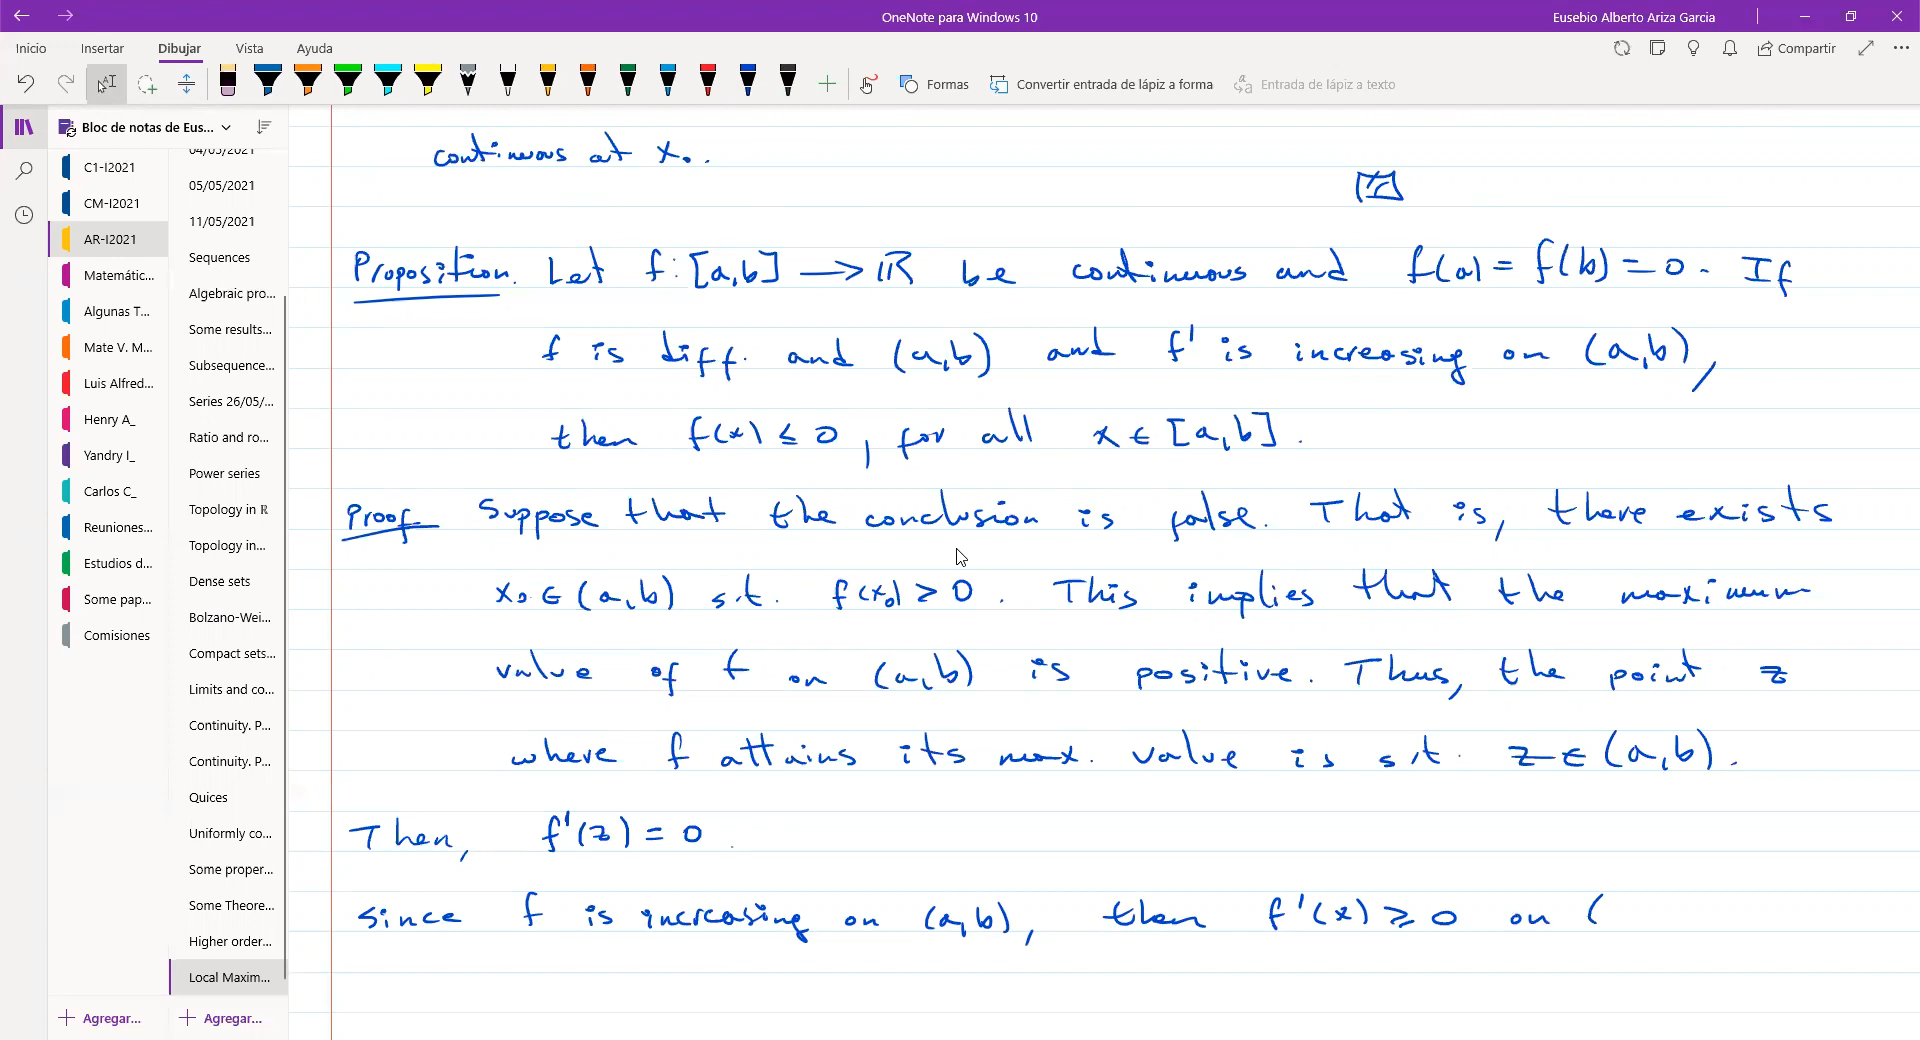 OneNote para Windows 10
Eusebio Alberto Ariza Garcia
Inicio Insertar Dibujar Vista Ayuda
Compartir
Formas Convertir entrada de lápiz a forma Entrada de lápiz a texto
Bloc de notas de Eus...
C1-I2021
CM-I2021
AR-I2021
Matemátic...
Algunas T...
Mate V. M...
Luis Alfred...
Henry A_
Yandry I_
Carlos C_
Reuniones...
Estudios d...
Some pap...
Comisiones
Agregar...
04/05/2021
05/05/2021
11/05/2021
Sequences
Algebraic pro...
Some results...
Subsequence...
Series 26/05/...
Ratio and ro...
Power series
Topology in ℝ
Topology in...
Dense sets
Bolzano-Wei...
Compact sets...
Limits and co...
Continuity. P...
Continuity. P...
Quices
Uniformly co...
Some proper...
Some Theore...
Higher order...
Local Maxim...
Agregar...
continuous at x₀.
Proposition. Let f: [a,b] → ℝ be continuous and f(a) = f(b) = 0. If
f is diff. and (a,b) and f' is increasing on (a,b),
then f(x) ≤ 0, for all x ∈ [a,b].
Proof Suppose that the conclusion is false. That is, there exists
x₀ ∈ (a,b) s.t. f(x₀) > 0. This implies that the maximum
value of f on (a,b) is positive. Thus, the point z
where f attains its max. value is s.t. z ∈ (a,b).
Then, f'(z) = 0.
since f is increasing on (a,b), then f'(x) ≥ 0 on (